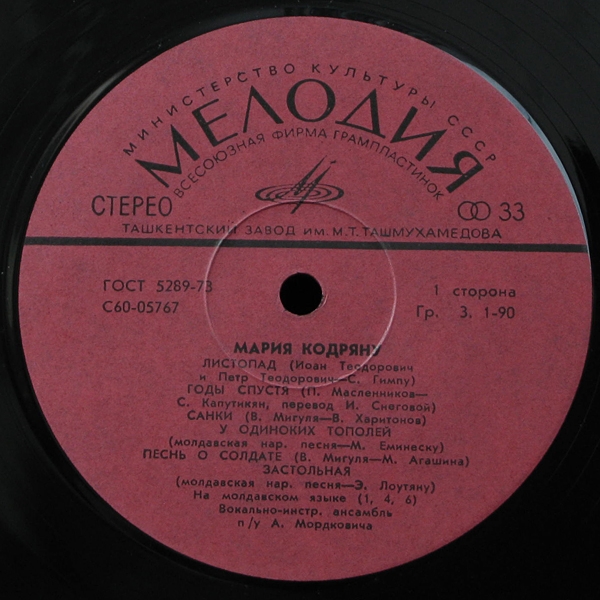 МИНИСТЕРСТВО КУЛЬТУРЫ СССР
МЕЛОДИЯ
ВСЕСОЮЗНАЯ ФИРМА ГРАМПЛАСТИНОК
СТЕРЕО
33
ТАШКЕНТСКИЙ ЗАВОД ИМ. М.Т. ТАШМУХАМЕДОВА
ГОСТ 5289-73
1 сторона
С60-05767
Гр. 3. 1-90
МАРИЯ КОДРЯНУ
ЛИСТОПАД (Иоан Теодорович
и Петр Теодорович—С. Гимпу)
ГОДЫ СПУСТЯ (П. Масленников—
С. Капутикян, перевод И. Снеговой)
САНКИ (В. Мигуля—В. Харитонов)
У ОДИНОКИХ ТОПОЛЕЙ
(молдавская нар. песня—М. Еминеску)
ПЕСНЬ О СОЛДАТЕ (В. Мигуля—М. Агашина)
ЗАСТОЛЬНАЯ
(молдавская нар. песня—Э. Лоутяну)
На молдавском языке (1, 4, 6)
Вокально-инстр. ансамбль
п/у А. Мордковича